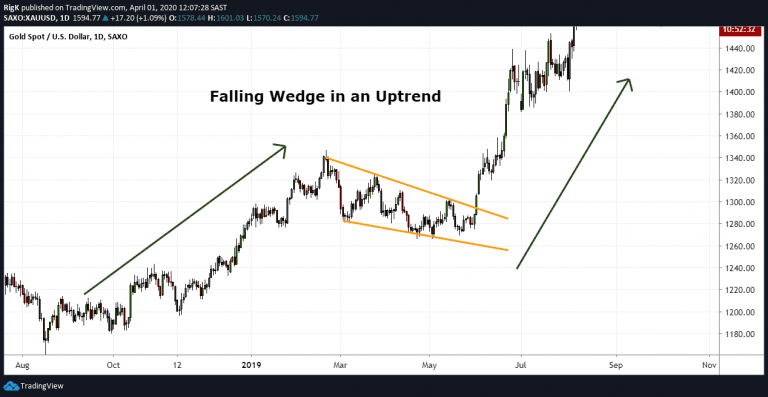 RigK published on TradingView.com, April 01, 2020 12:07:28 SAST
SAXO:XAUUSD, 1D 1594.77 ▲ +17.20 (+1.09%) O:1578.44 H:1601.03 L:1570.24 C:1594.77
Gold Spot / U.S. Dollar, 1D, SAXO
10:52:32
1440.00
1420.00
Falling Wedge in an Uptrend
1400.00
1380.00
1360.00
1340.00
1320.00
1300.00
1280.00
1260.00
1240.00
1220.00
1200.00
1180.00
Aug Oct 12 2019 Mar May Jul Sep Nov
TradingView